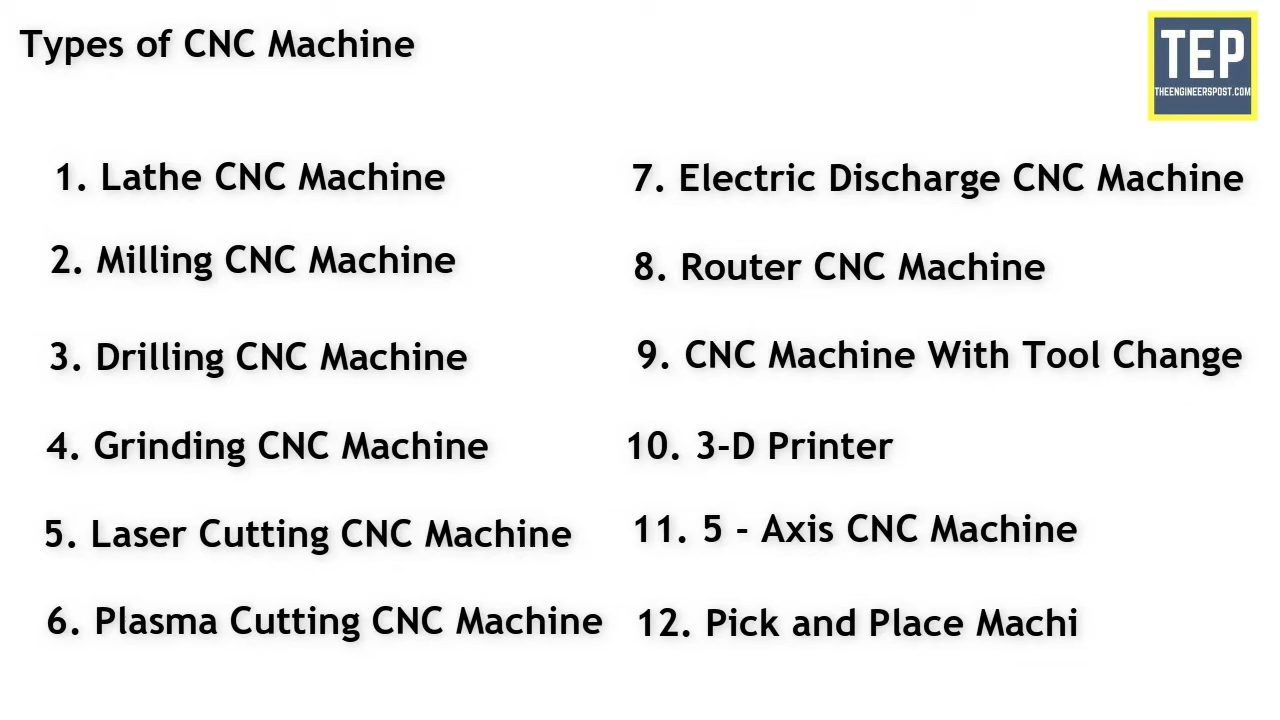 Types of CNC Machine
TEP
THEENGINEERSPOST.COM
1. Lathe CNC Machine
2. Milling CNC Machine
3. Drilling CNC Machine
4. Grinding CNC Machine
5. Laser Cutting CNC Machine
6. Plasma Cutting CNC Machine
7. Electric Discharge CNC Machine
8. Router CNC Machine
9. CNC Machine With Tool Change
10. 3-D Printer
11. 5 - Axis CNC Machine
12. Pick and Place Machi